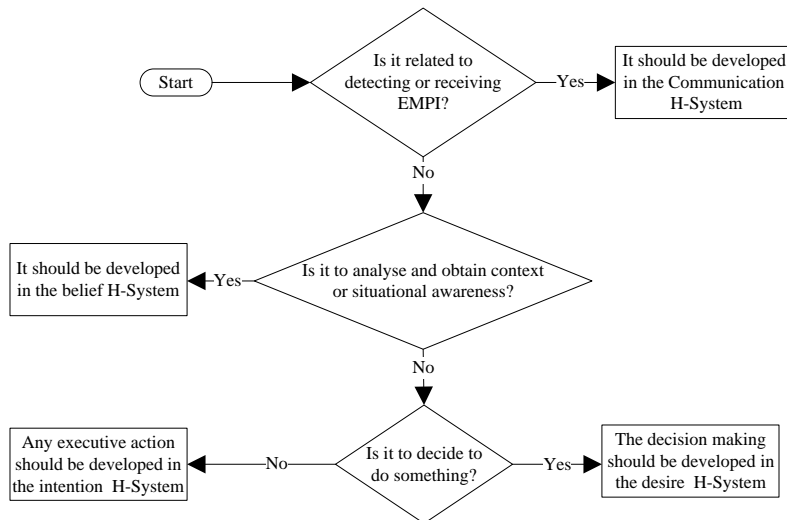 Start
Is it related to
detecting or receiving
EMPI?
Yes
It should be developed
in the Communication
H-System
No
Is it to analyse and obtain context
or situational awareness?
Yes
It should be developed
in the belief H-System
No
Is it to decide to
do something?
No
Any executive action
should be developed in
the intention H-System
Yes
The decision making
should be developed in
the desire H-System